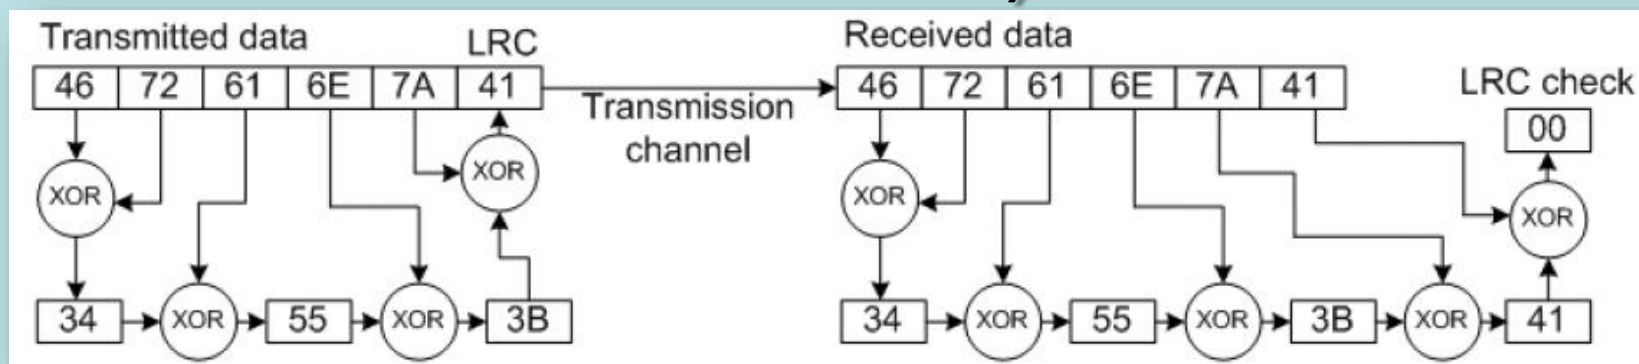 Transmitted data LRC
46 72 61 6E 7A 41
XOR
XOR
34 XOR 55 XOR 3B
Transmission
channel
Received data
46 72 61 6E 7A 41
LRC check
00
XOR
XOR
34 XOR 55 XOR 3B XOR 41